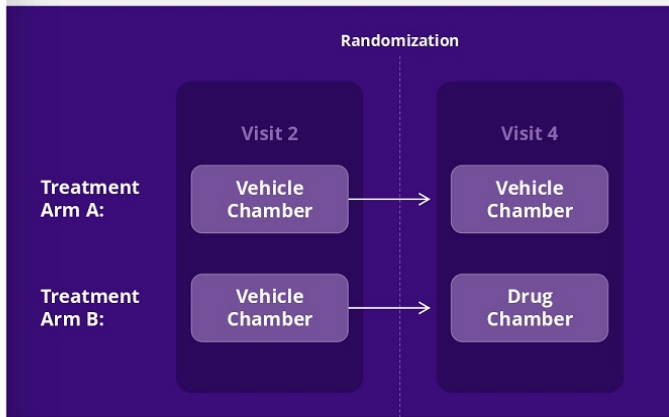 Randomization
Visit 2
Visit 4
Treatment
Arm A:
Vehicle
Chamber
Vehicle
Chamber
Treatment
Arm B:
Vehicle
Chamber
Drug
Chamber